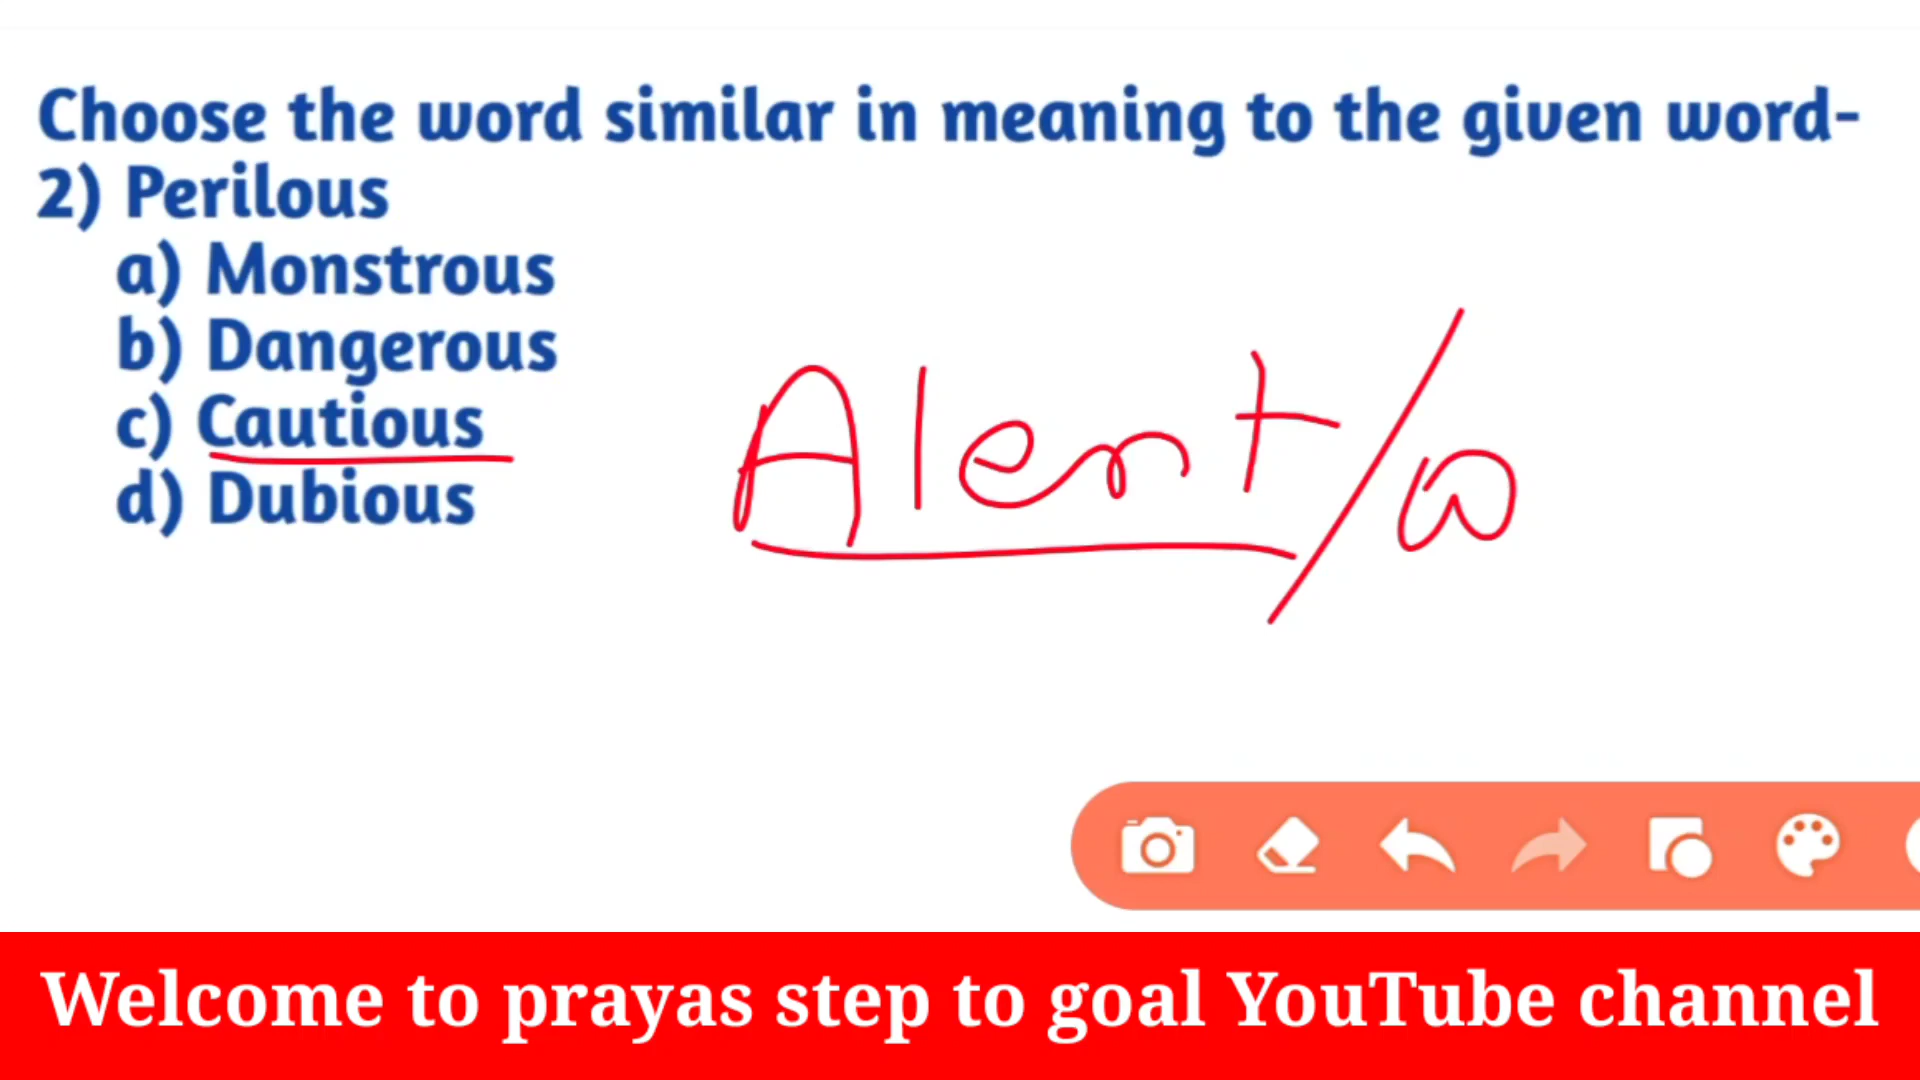 Choose the word similar in meaning to the given word-
2) Perilous
a) Monstrous
b) Dangerous
c) Cautious
d) Dubious
Alert/w
Welcome to prayas step to goal YouTube channel